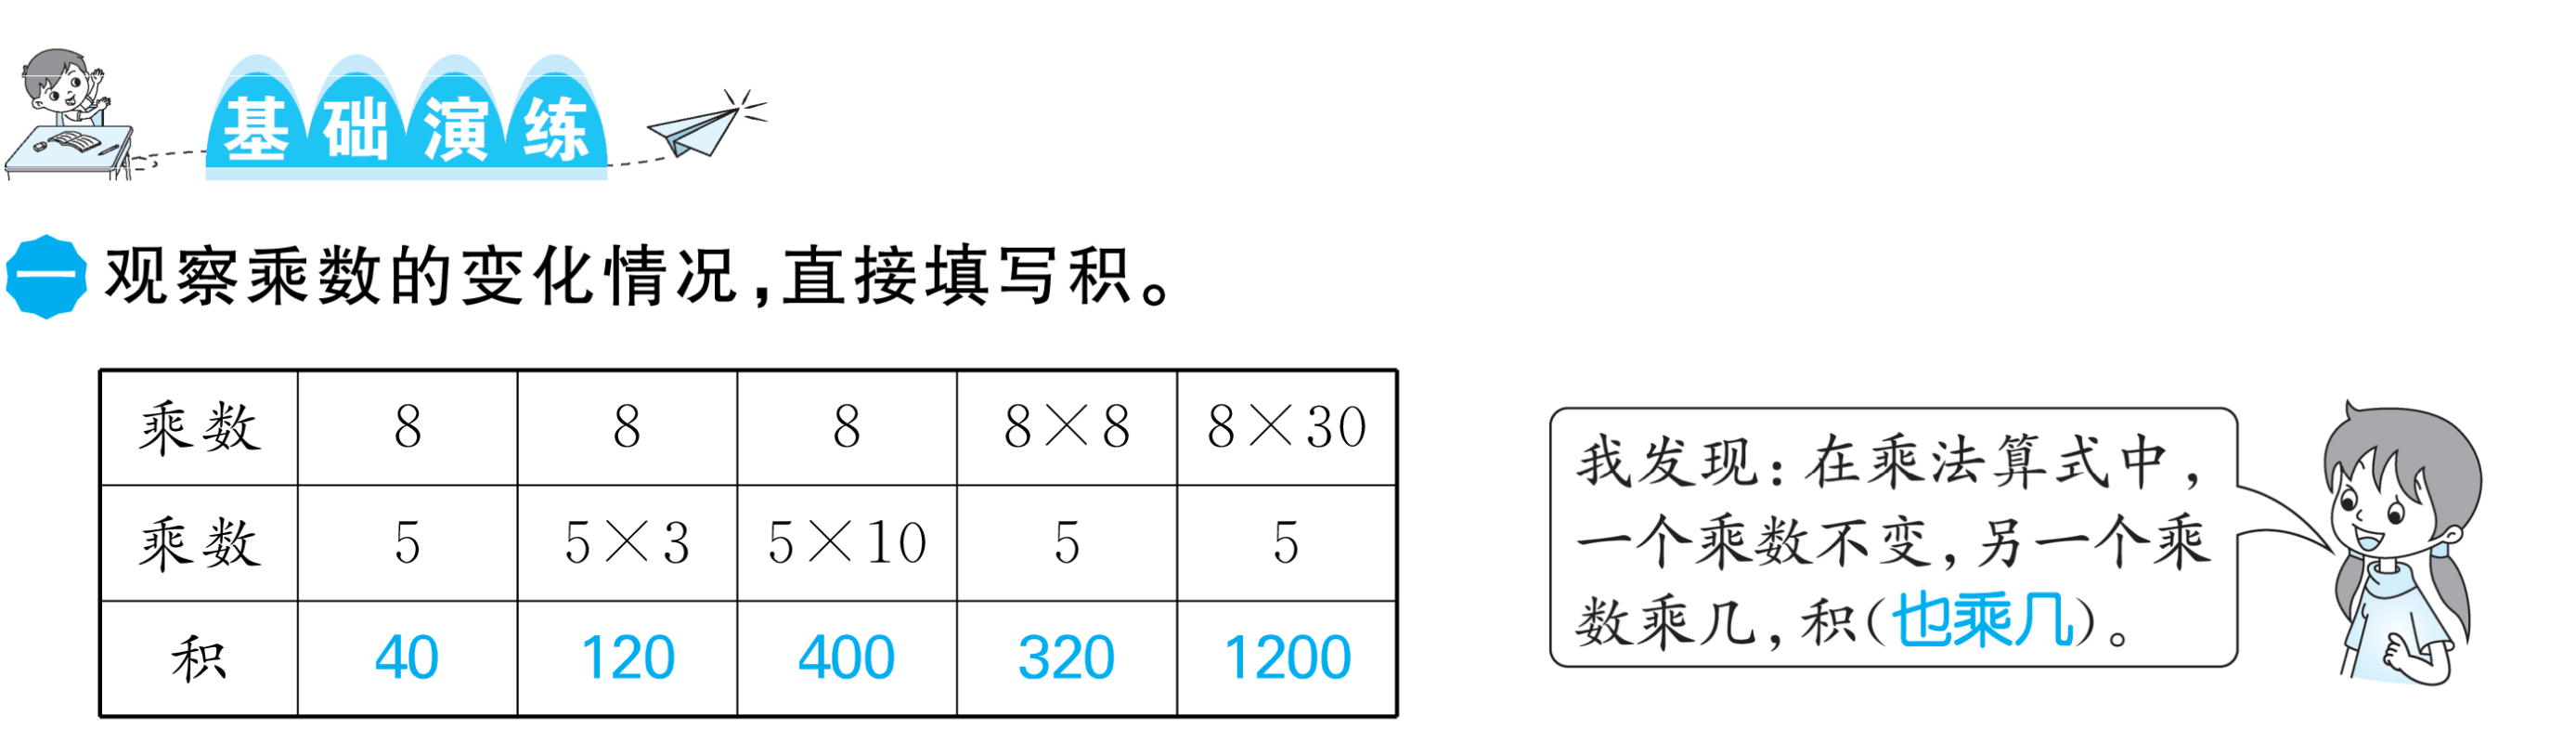 基础演练
一 观察乘数的变化情况,直接填写积。
乘数 8 8 8 8×8 8×30
乘数 5 5×3 5×10 5 5
积 40 120 400 320 1200
我发现:在乘法算式中,
一个乘数不变,另一个乘
数乘几,积(也乘几)。